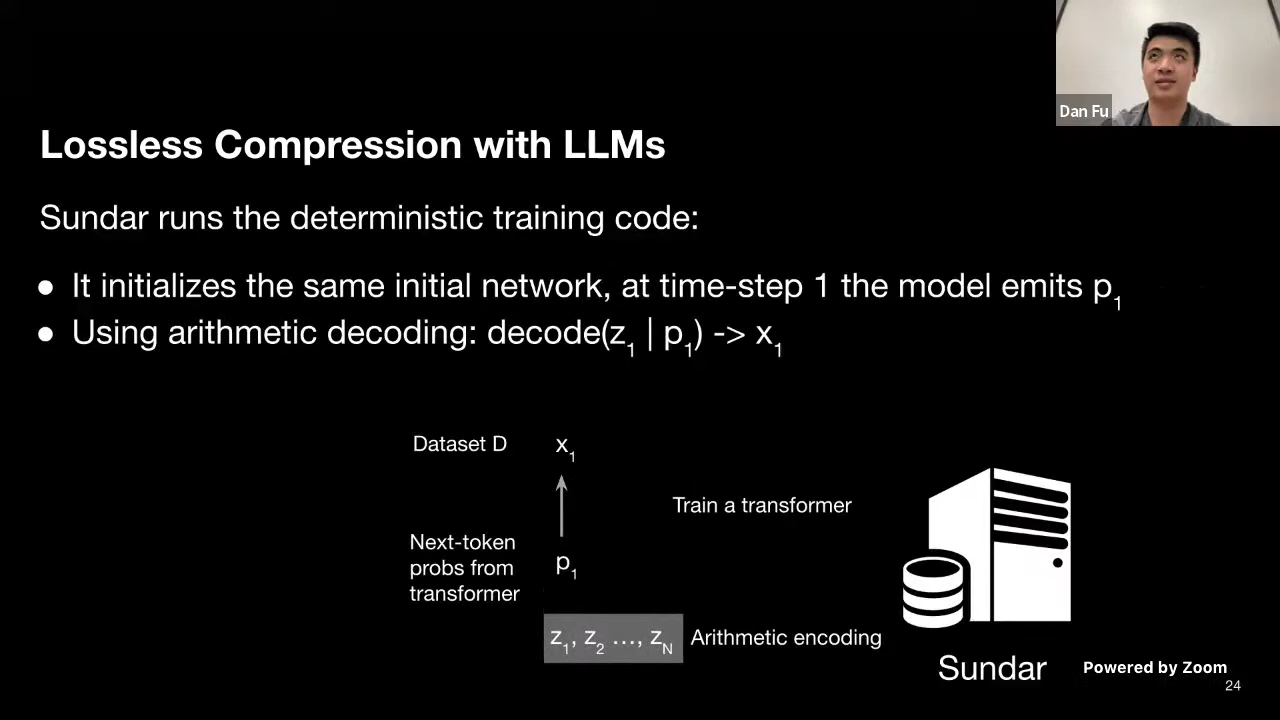 Dan Fu
Lossless Compression with LLMs
Sundar runs the deterministic training code:
● It initializes the same initial network, at time-step 1 the model emits p₁
● Using arithmetic decoding: decode(z₁ | p₁) -> x₁
Dataset D x₁
Train a transformer
Next-token
probs from
transformer
p₁
z₁, z₂ ..., z_N Arithmetic encoding
Sundar
Powered by Zoom
24